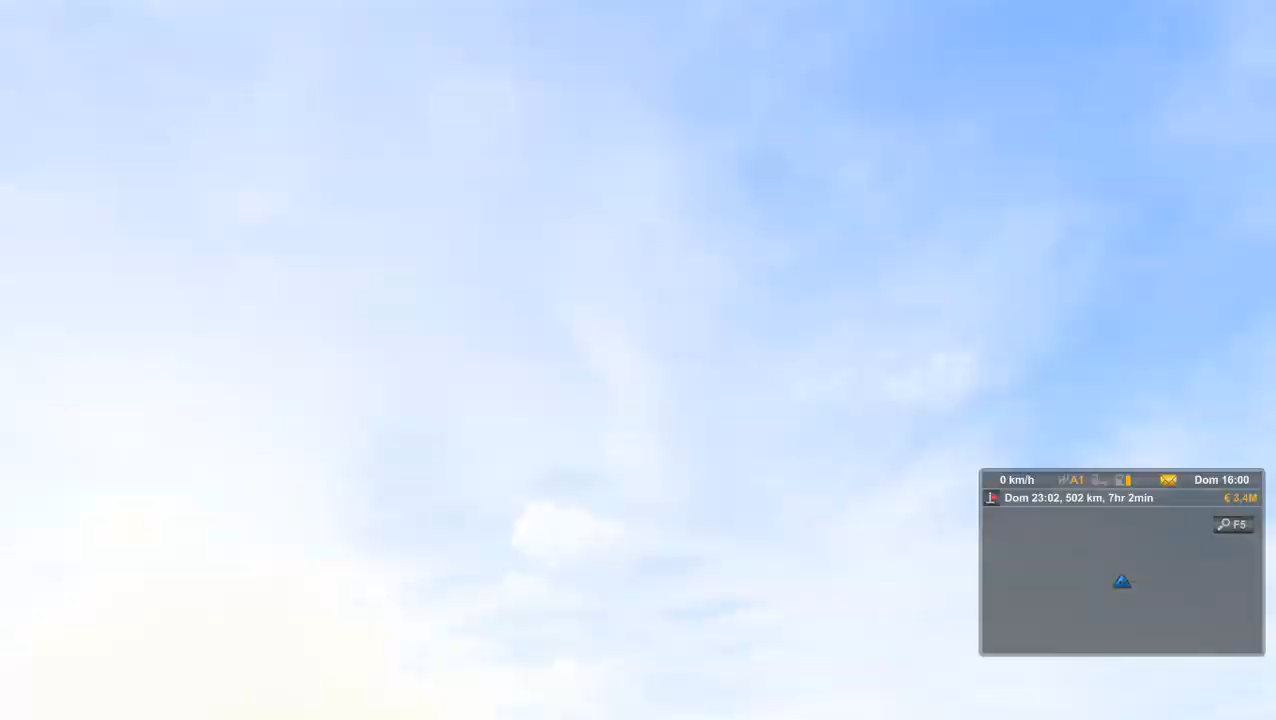 0 km/h A1 Dom 16:00
Dom 23:02, 502 km, 7hr 2min € 3,4M
F5